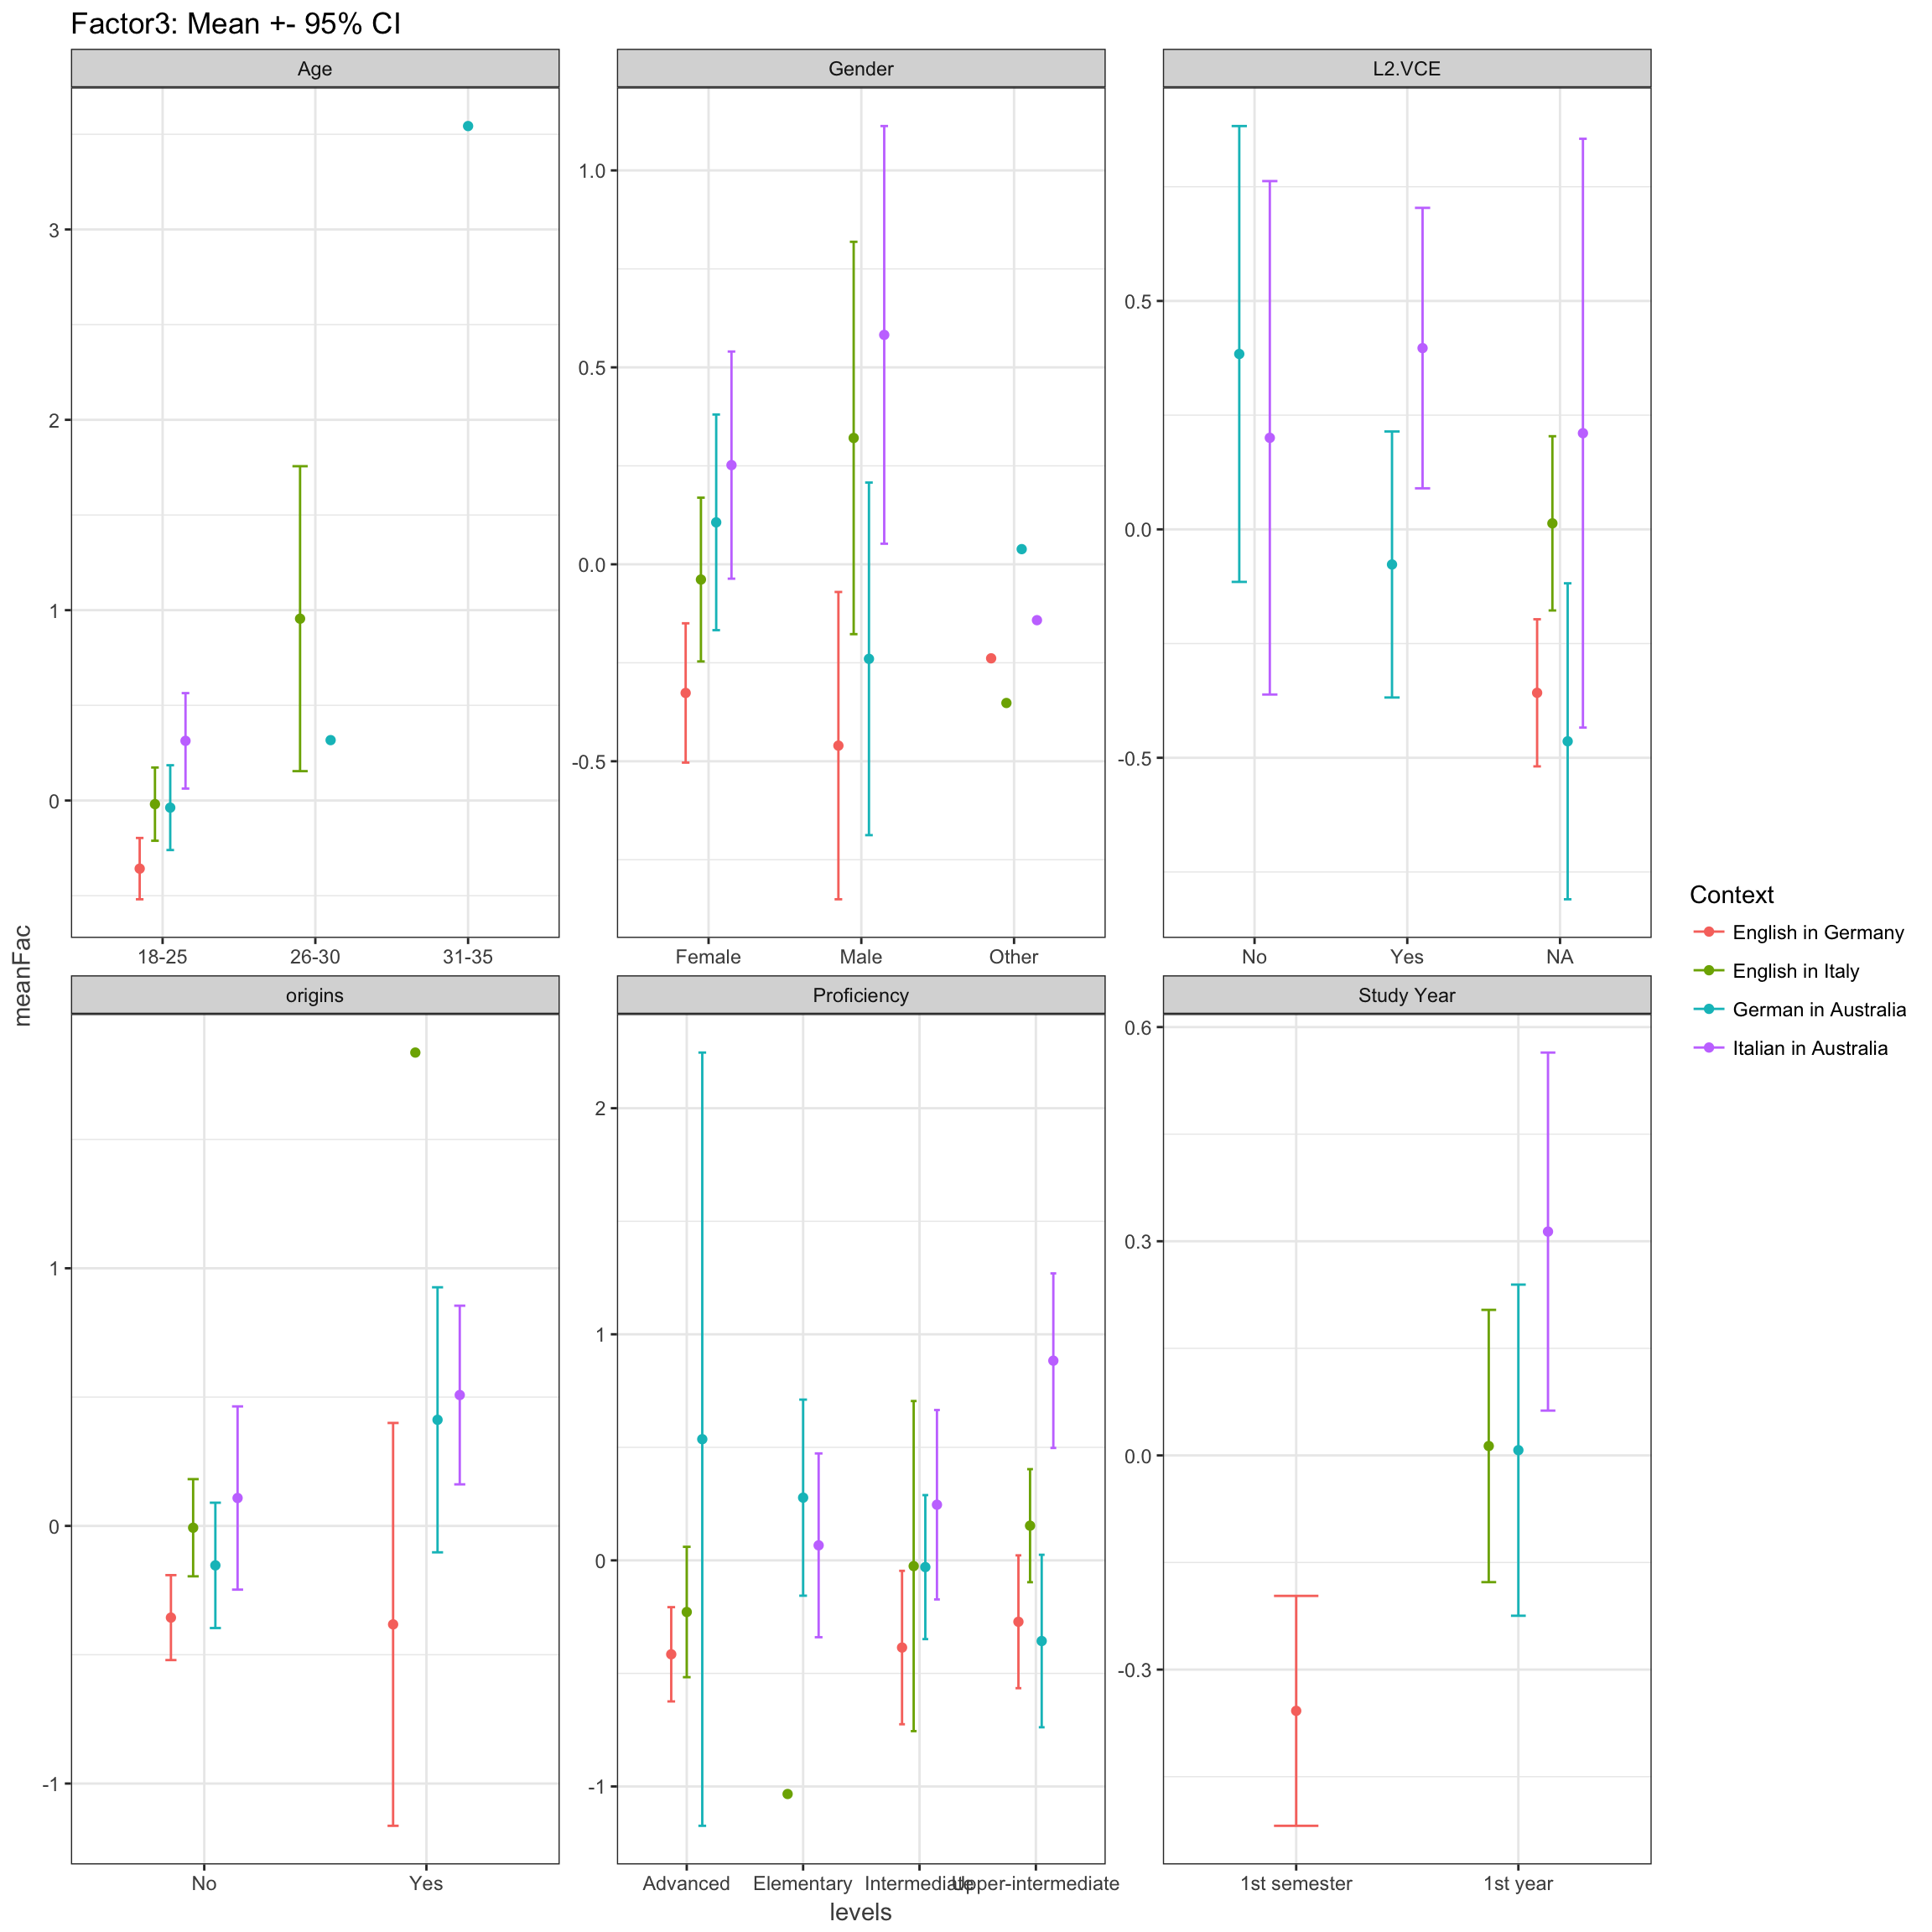 Factor3: Mean +- 95% CI
Age
Gender
L2.VCE
3
2
1
0
1.0
0.5
0.0
-0.5
0.5
0.0
-0.5
18-25 26-30 31-35
Female Male Other
No Yes NA
meanFac
origins
Proficiency
Study Year
1
0
-1
2
1
0
-1
0.6
0.3
0.0
-0.3
No Yes
Advanced Elementary Intermediate Upper-intermediate
1st semester 1st year
levels
Context
English in Germany
English in Italy
German in Australia
Italian in Australia